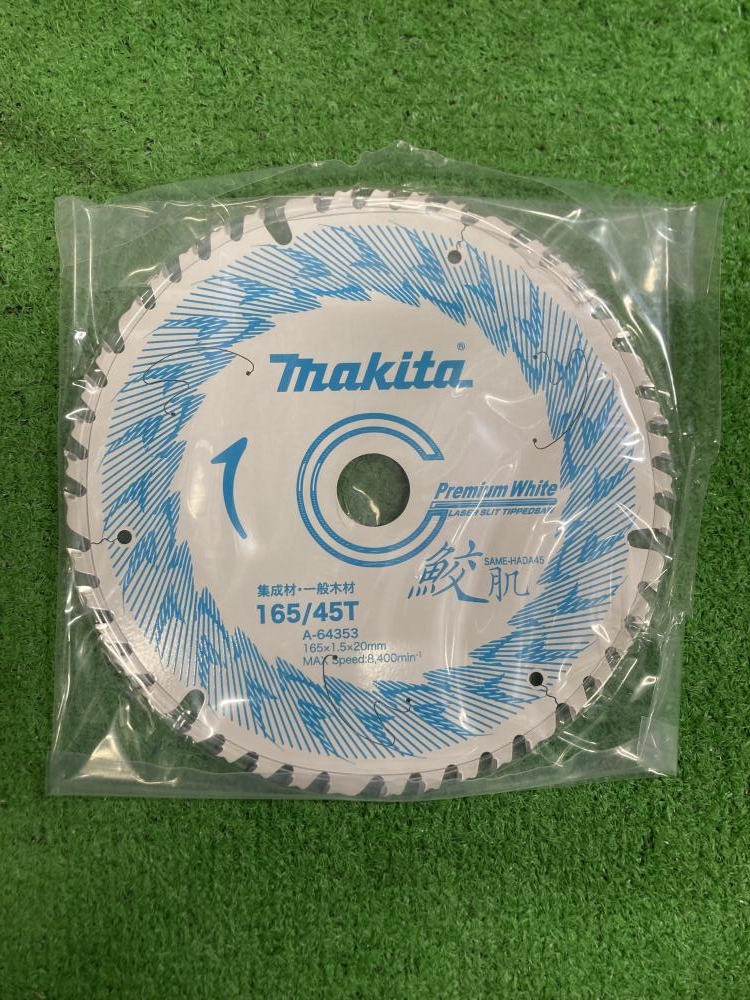 makita®
Premium White
LASER SLIT TIPPEDSAW
SAME-HADA45
鮫肌
集成材・一般木材
165/45T
A-64353
165×1.5×20mm
MAX Speed:8,400min⁻¹